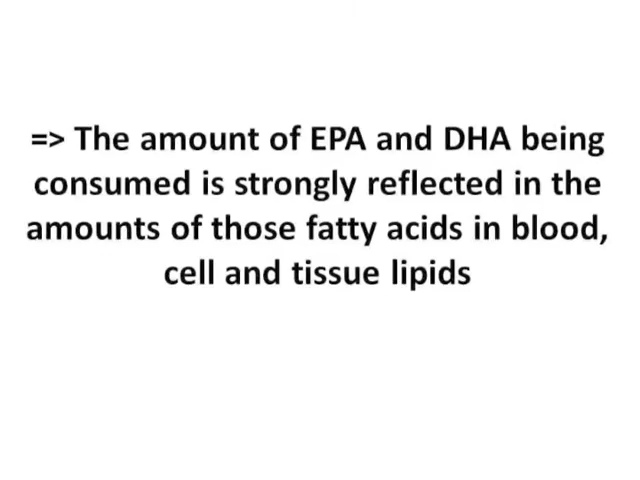 => The amount of EPA and DHA being
consumed is strongly reflected in the
amounts of those fatty acids in blood,
cell and tissue lipids